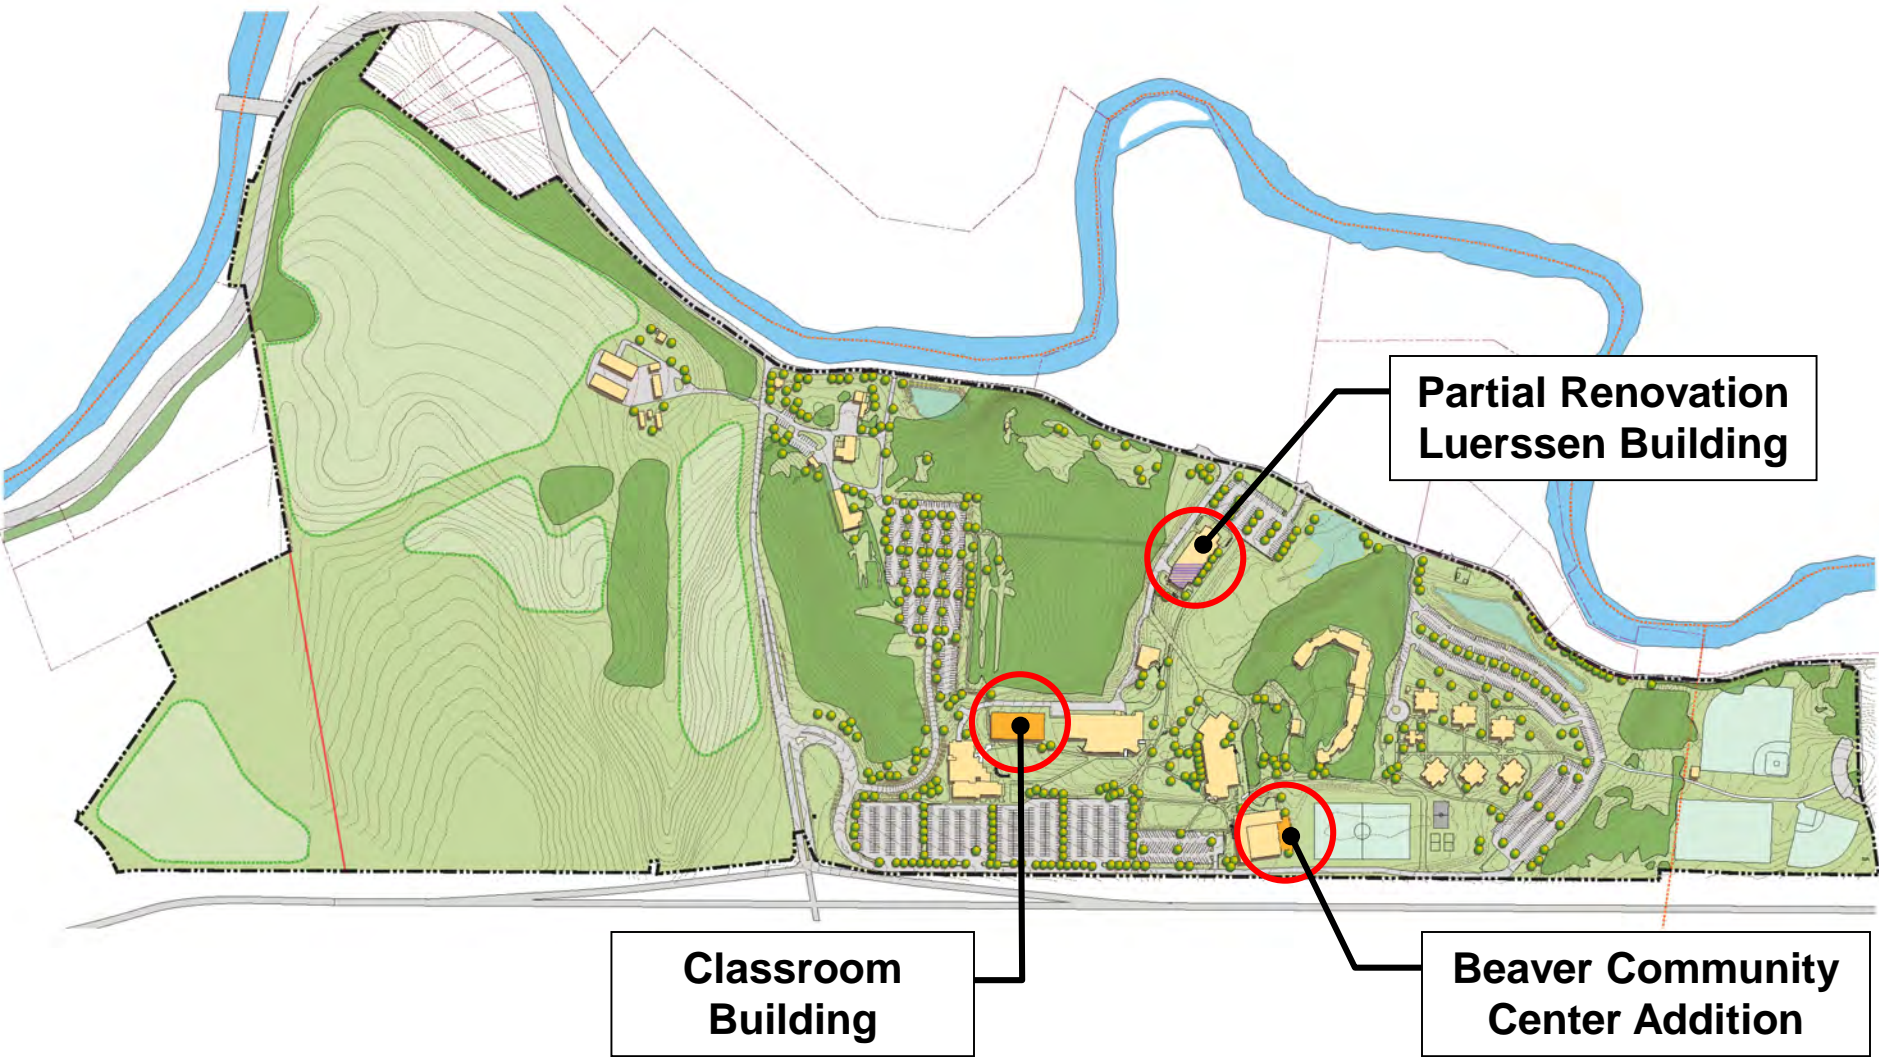 Partial Renovation
Luerssen Building
Classroom
Building
Beaver Community
Center Addition